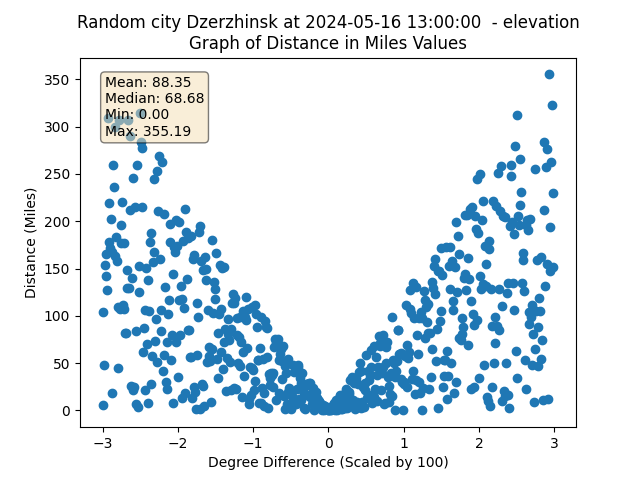 Random city Dzerzhinsk at 2024-05-16 13:00:00  - elevation
Graph of Distance in Miles Values
Mean: 88.35
Median: 68.68
Min: 0.00
Max: 355.19
Distance (Miles)
350
300
250
200
150
100
50
0
−3 −2 −1 0 1 2 3
Degree Difference (Scaled by 100)